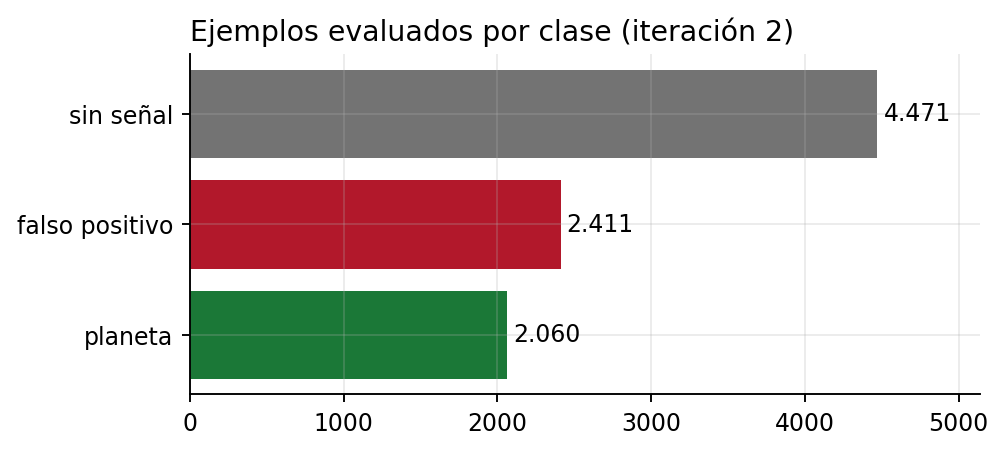 Ejemplos evaluados por clase (iteración 2)
sin señal 4.471
falso positivo 2.411
planeta 2.060
0 1000 2000 3000 4000 5000